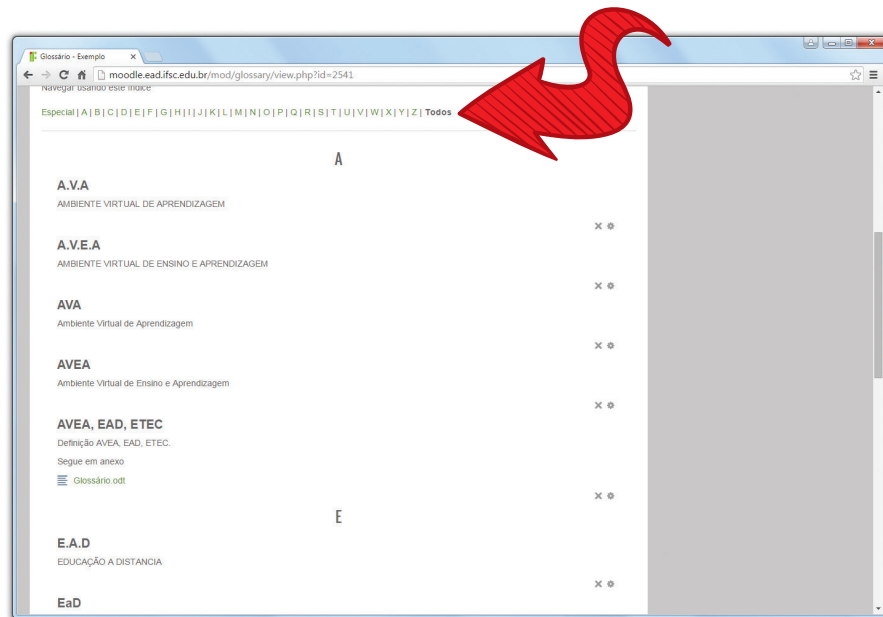 Glossário - Exemplo
moodle.ead.ifsc.edu.br/mod/glossary/view.php?id=2541
Navegar usando este índice
Especial | A | B | C | D | E | F | G | H | I | J | K | L | M | N | O | P | Q | R | S | T | U | V | W | X | Y | Z | Todos
A
A.V.A
AMBIENTE VIRTUAL DE APRENDIZAGEM
A.V.E.A
AMBIENTE VIRTUAL DE ENSINO E APRENDIZAGEM
AVA
Ambiente Virtual de Aprendizagem
AVEA
Ambiente Virtual de Ensino e Aprendizagem
AVEA, EAD, ETEC
Definição AVEA, EAD, ETEC.
Segue em anexo
Glossário.odt
E
E.A.D
EDUCAÇÃO A DISTANCIA
EaD